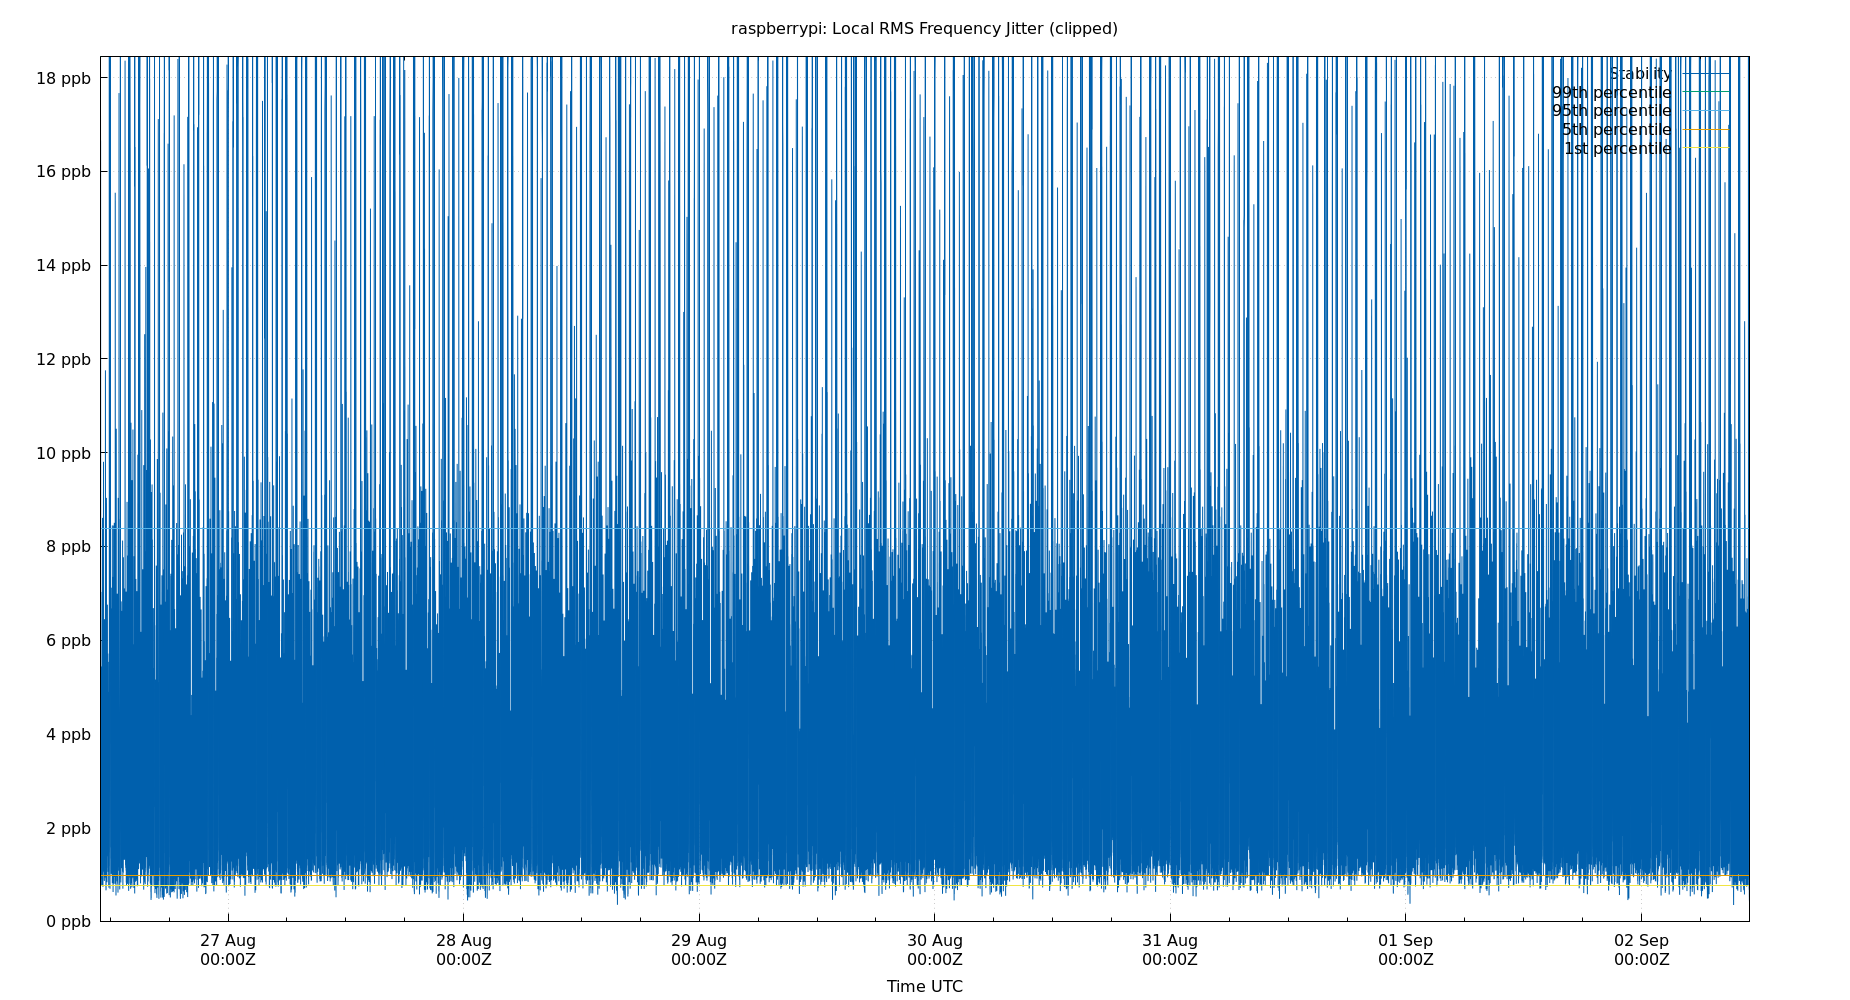 raspberrypi: Local RMS Frequency Jitter (clipped)
18 ppb
16 ppb
14 ppb
12 ppb
10 ppb
8 ppb
6 ppb
4 ppb
2 ppb
0 ppb
Stability
99th percentile
95th percentile
5th percentile
1st percentile
27 Aug
00:00Z
28 Aug
00:00Z
29 Aug
00:00Z
30 Aug
00:00Z
31 Aug
00:00Z
01 Sep
00:00Z
02 Sep
00:00Z
Time UTC